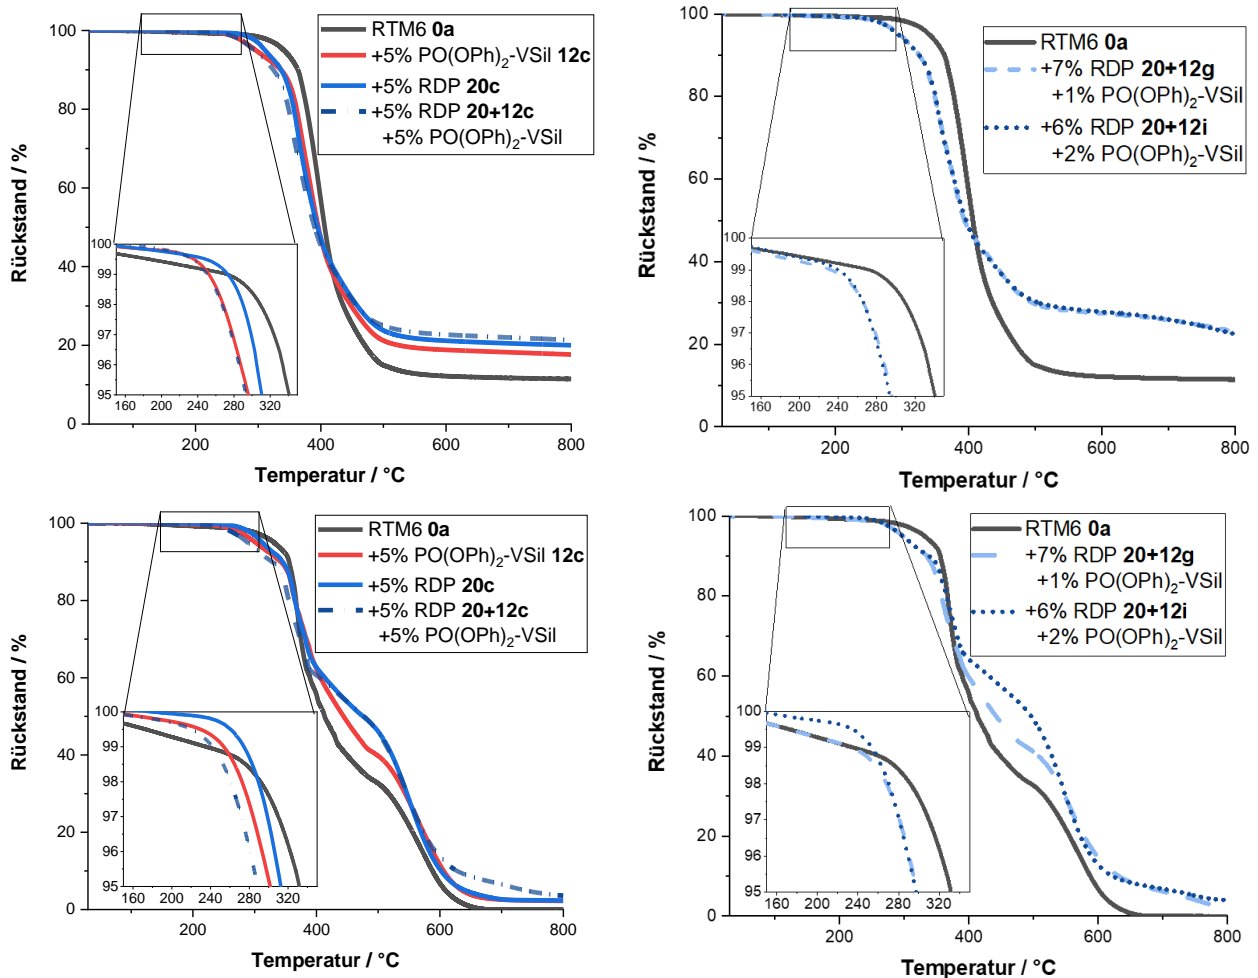 RTM6 0a
+5% PO(OPh)2-VSil 12c
+5% RDP 20c
+5% RDP 20+12c
+5% PO(OPh)2-VSil
Rückstand / %
100
80
60
40
20
0
100
99
98
97
96
95
160 200 240 280 320
200 400 600 800
Temperatur / °C
RTM6 0a
+7% RDP 20+12g
+1% PO(OPh)2-VSil
+6% RDP 20+12i
+2% PO(OPh)2-VSil
Rückstand / %
100
80
60
40
20
0
100
99
98
97
96
95
160 200 240 280 320
200 400 600 800
Temperatur / °C
RTM6 0a
+5% PO(OPh)2-VSil 12c
+5% RDP 20c
+5% RDP 20+12c
+5% PO(OPh)2-VSil
Rückstand / %
100
80
60
40
20
0
100
99
98
97
96
95
160 200 240 280 320
200 400 600 800
Temperatur / °C
RTM6 0a
+7% RDP 20+12g
+1% PO(OPh)2-VSil
+6% RDP 20+12i
+2% PO(OPh)2-VSil
Rückstand / %
100
80
60
40
20
0
100
99
98
97
96
95
160 200 240 280 320
200 400 600 800
Temperatur / °C